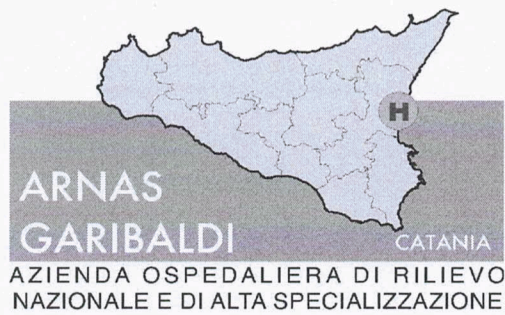 H
ARNAS
GARIBALDI
CATANIA
AZIENDA OSPEDALIERA DI RILIEVO
NAZIONALE E DI ALTA SPECIALIZZAZIONE